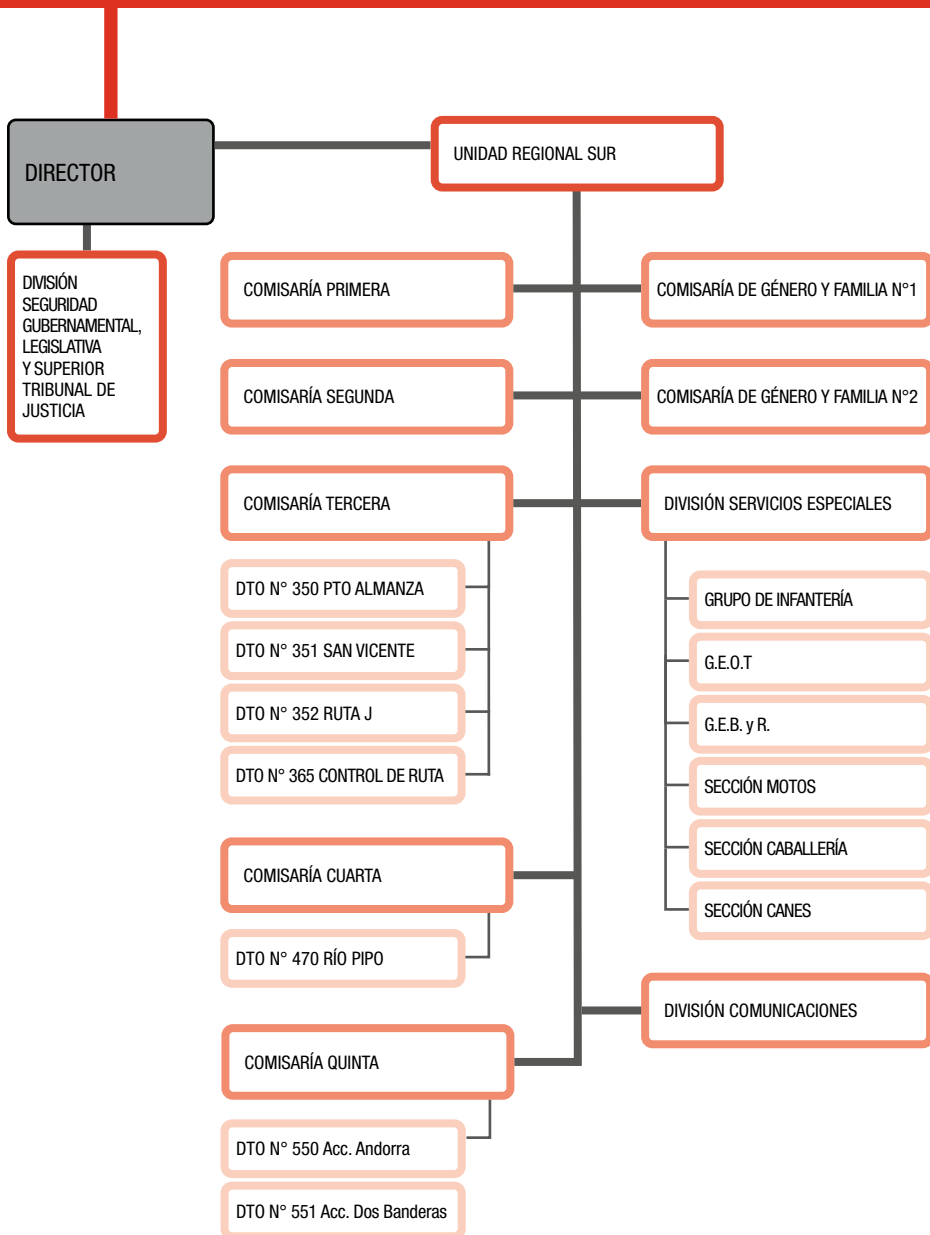 DIRECTOR
UNIDAD REGIONAL SUR
DIVISIÓN
SEGURIDAD
GUBERNAMENTAL,
LEGISLATIVA
Y SUPERIOR
TRIBUNAL DE
JUSTICIA
COMISARÍA PRIMERA
COMISARÍA DE GÉNERO Y FAMILIA N°1
COMISARÍA SEGUNDA
COMISARÍA DE GÉNERO Y FAMILIA N°2
COMISARÍA TERCERA
DTO N° 350 PTO ALMANZA
DTO N° 351 SAN VICENTE
DTO N° 352 RUTA J
DTO N° 365 CONTROL DE RUTA
DIVISIÓN SERVICIOS ESPECIALES
GRUPO DE INFANTERÍA
G.E.O.T
G.E.B. y R.
SECCIÓN MOTOS
SECCIÓN CABALLERÍA
SECCIÓN CANES
COMISARÍA CUARTA
DTO N° 470 RÍO PIPO
DIVISIÓN COMUNICACIONES
COMISARÍA QUINTA
DTO N° 550 Acc. Andorra
DTO N° 551 Acc. Dos Banderas